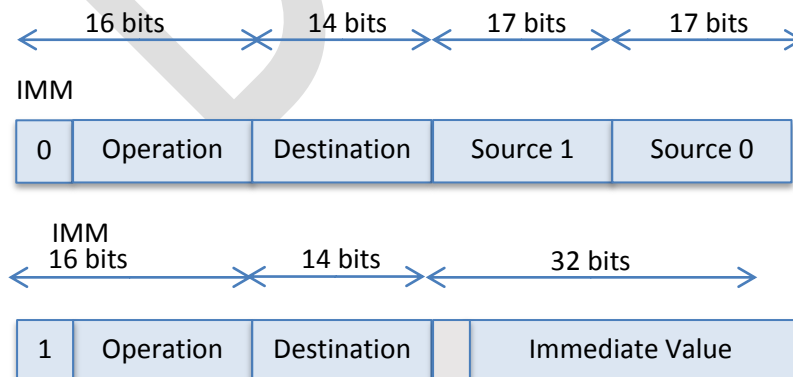 16 bits 14 bits 17 bits 17 bits
IMM
0 Operation Destination Source 1 Source 0
IMM
16 bits 14 bits 32 bits
1 Operation Destination Immediate Value